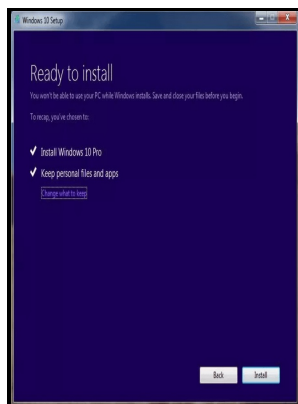 Windows 10 Setup
Ready to install
You won't be able to use your PC while Windows installs. Save and close your files before you begin.
To recap, you've chosen to:
Install Windows 10 Pro
Keep personal files and apps
Change what to keep
Back
Install